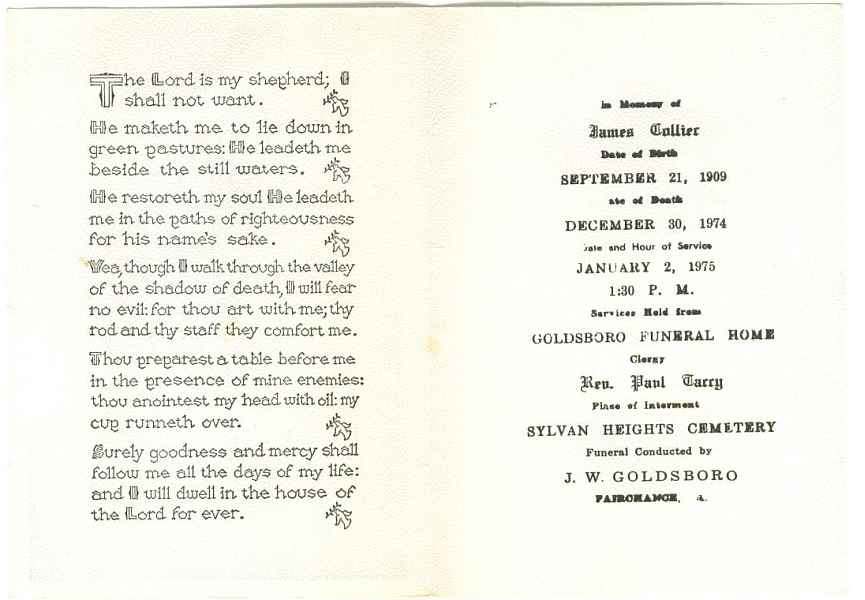 The Lord is my shepherd; I
shall not want.
He maketh me to lie down in
green pastures: He leadeth me
beside the still waters.
He restoreth my soul He leadeth
me in the paths of righteousness
for his name's sake.
Yea, though I walk through the valley
of the shadow of death, I will fear
no evil: for thou art with me; thy
rod and thy staff they comfort me.
Thou preparest a table before me
in the presence of mine enemies:
thou anointest my head with oil: my
cup runneth over.
Surely goodness and mercy shall
follow me all the days of my life:
and I will dwell in the house of
the Lord for ever.
In Memory of
James Collier
Date of Birth
SEPTEMBER 21, 1909
ate of Death
DECEMBER 30, 1974
Date and Hour of Service
JANUARY 2, 1975
1:30 P. M.
Services Held from
GOLDSBORO FUNERAL HOME
Clergy
Rev. Paul Tarry
Place of Interment
SYLVAN HEIGHTS CEMETERY
Funeral Conducted by
J. W. GOLDSBORO
FAIRCHANCE, a.